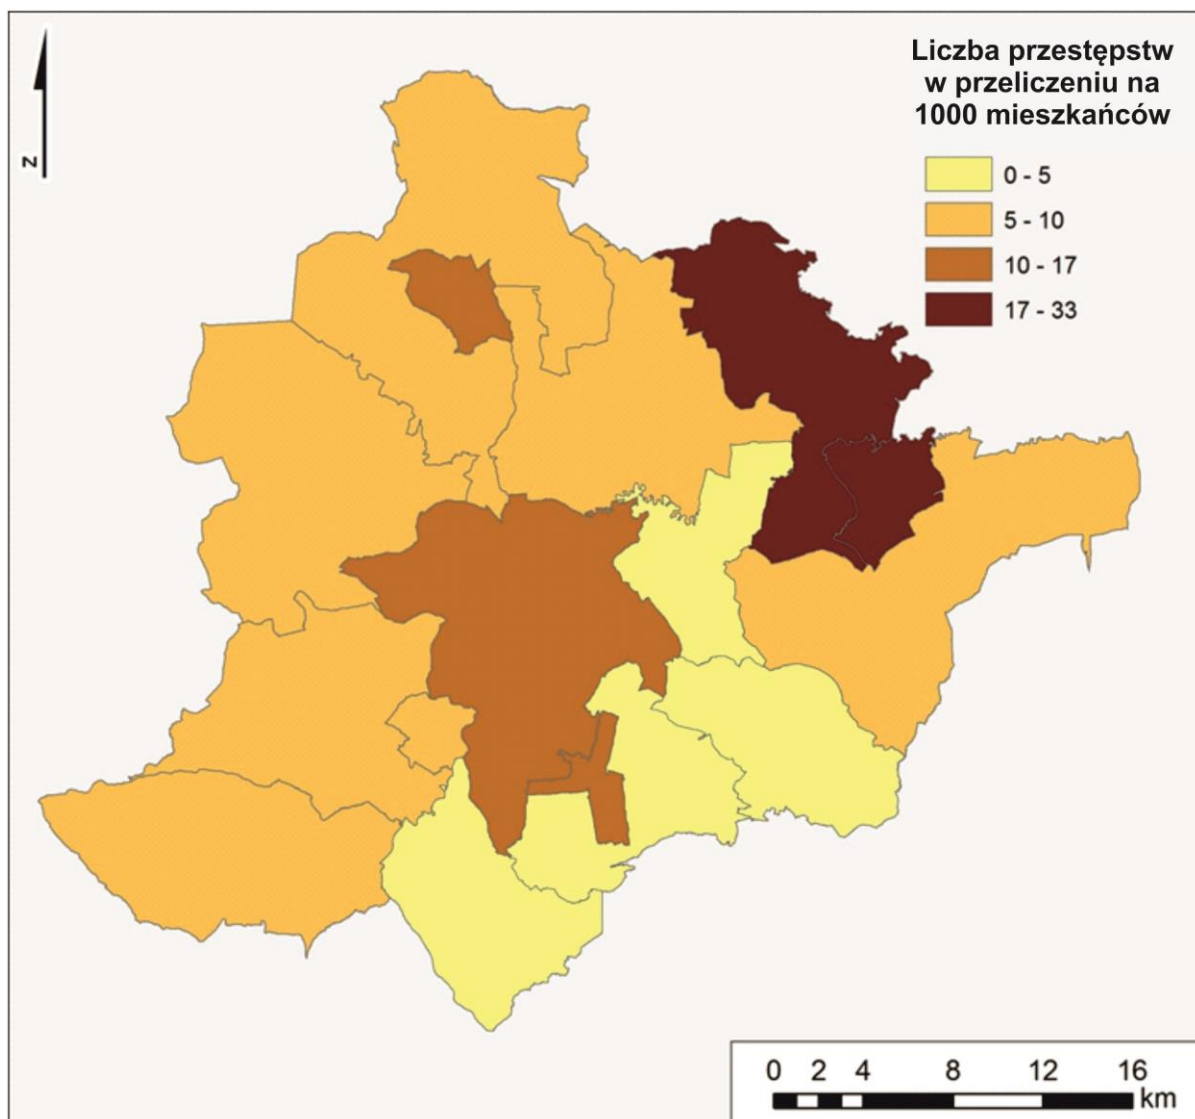 Liczba przestępstw
w przeliczeniu na
1000 mieszkańców
N
0 - 5
5 - 10
10 - 17
17 - 33
0 2 4 8 12 16
km